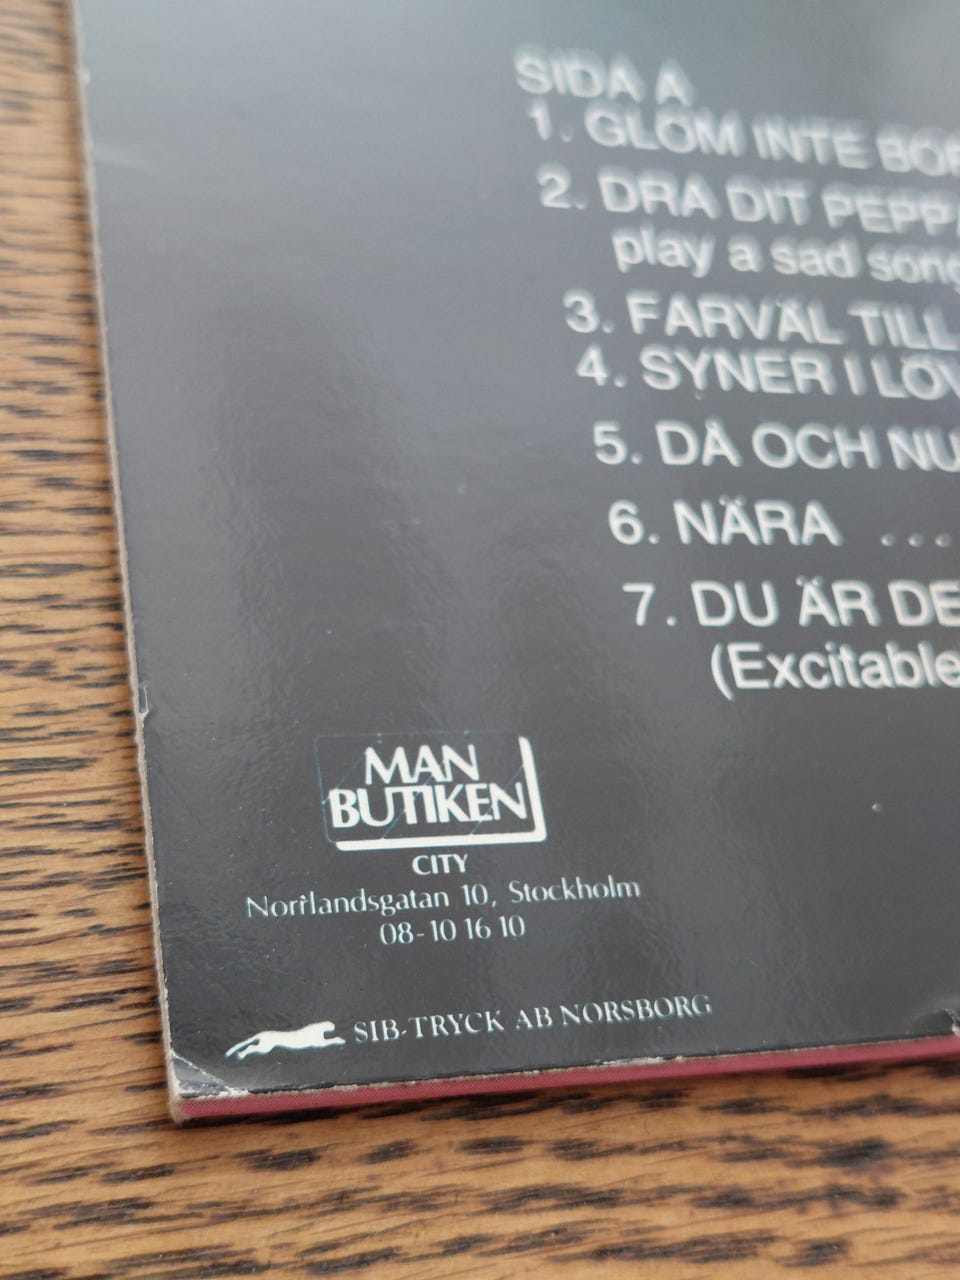 SIDA A
1. GLÖM INTE BOR
2. DRA DIT PEPPA
play a sad song
3. FARVÄL TILL
4. SYNER I LÖV
5. DÅ OCH NU
6. NÄRA ...
7. DU ÄR DE
(Excitable
MAN
BUTIKEN
CITY
Norrlandsgatan 10, Stockholm
08-10 16 10
SIB-TRYCK AB NORSBORG